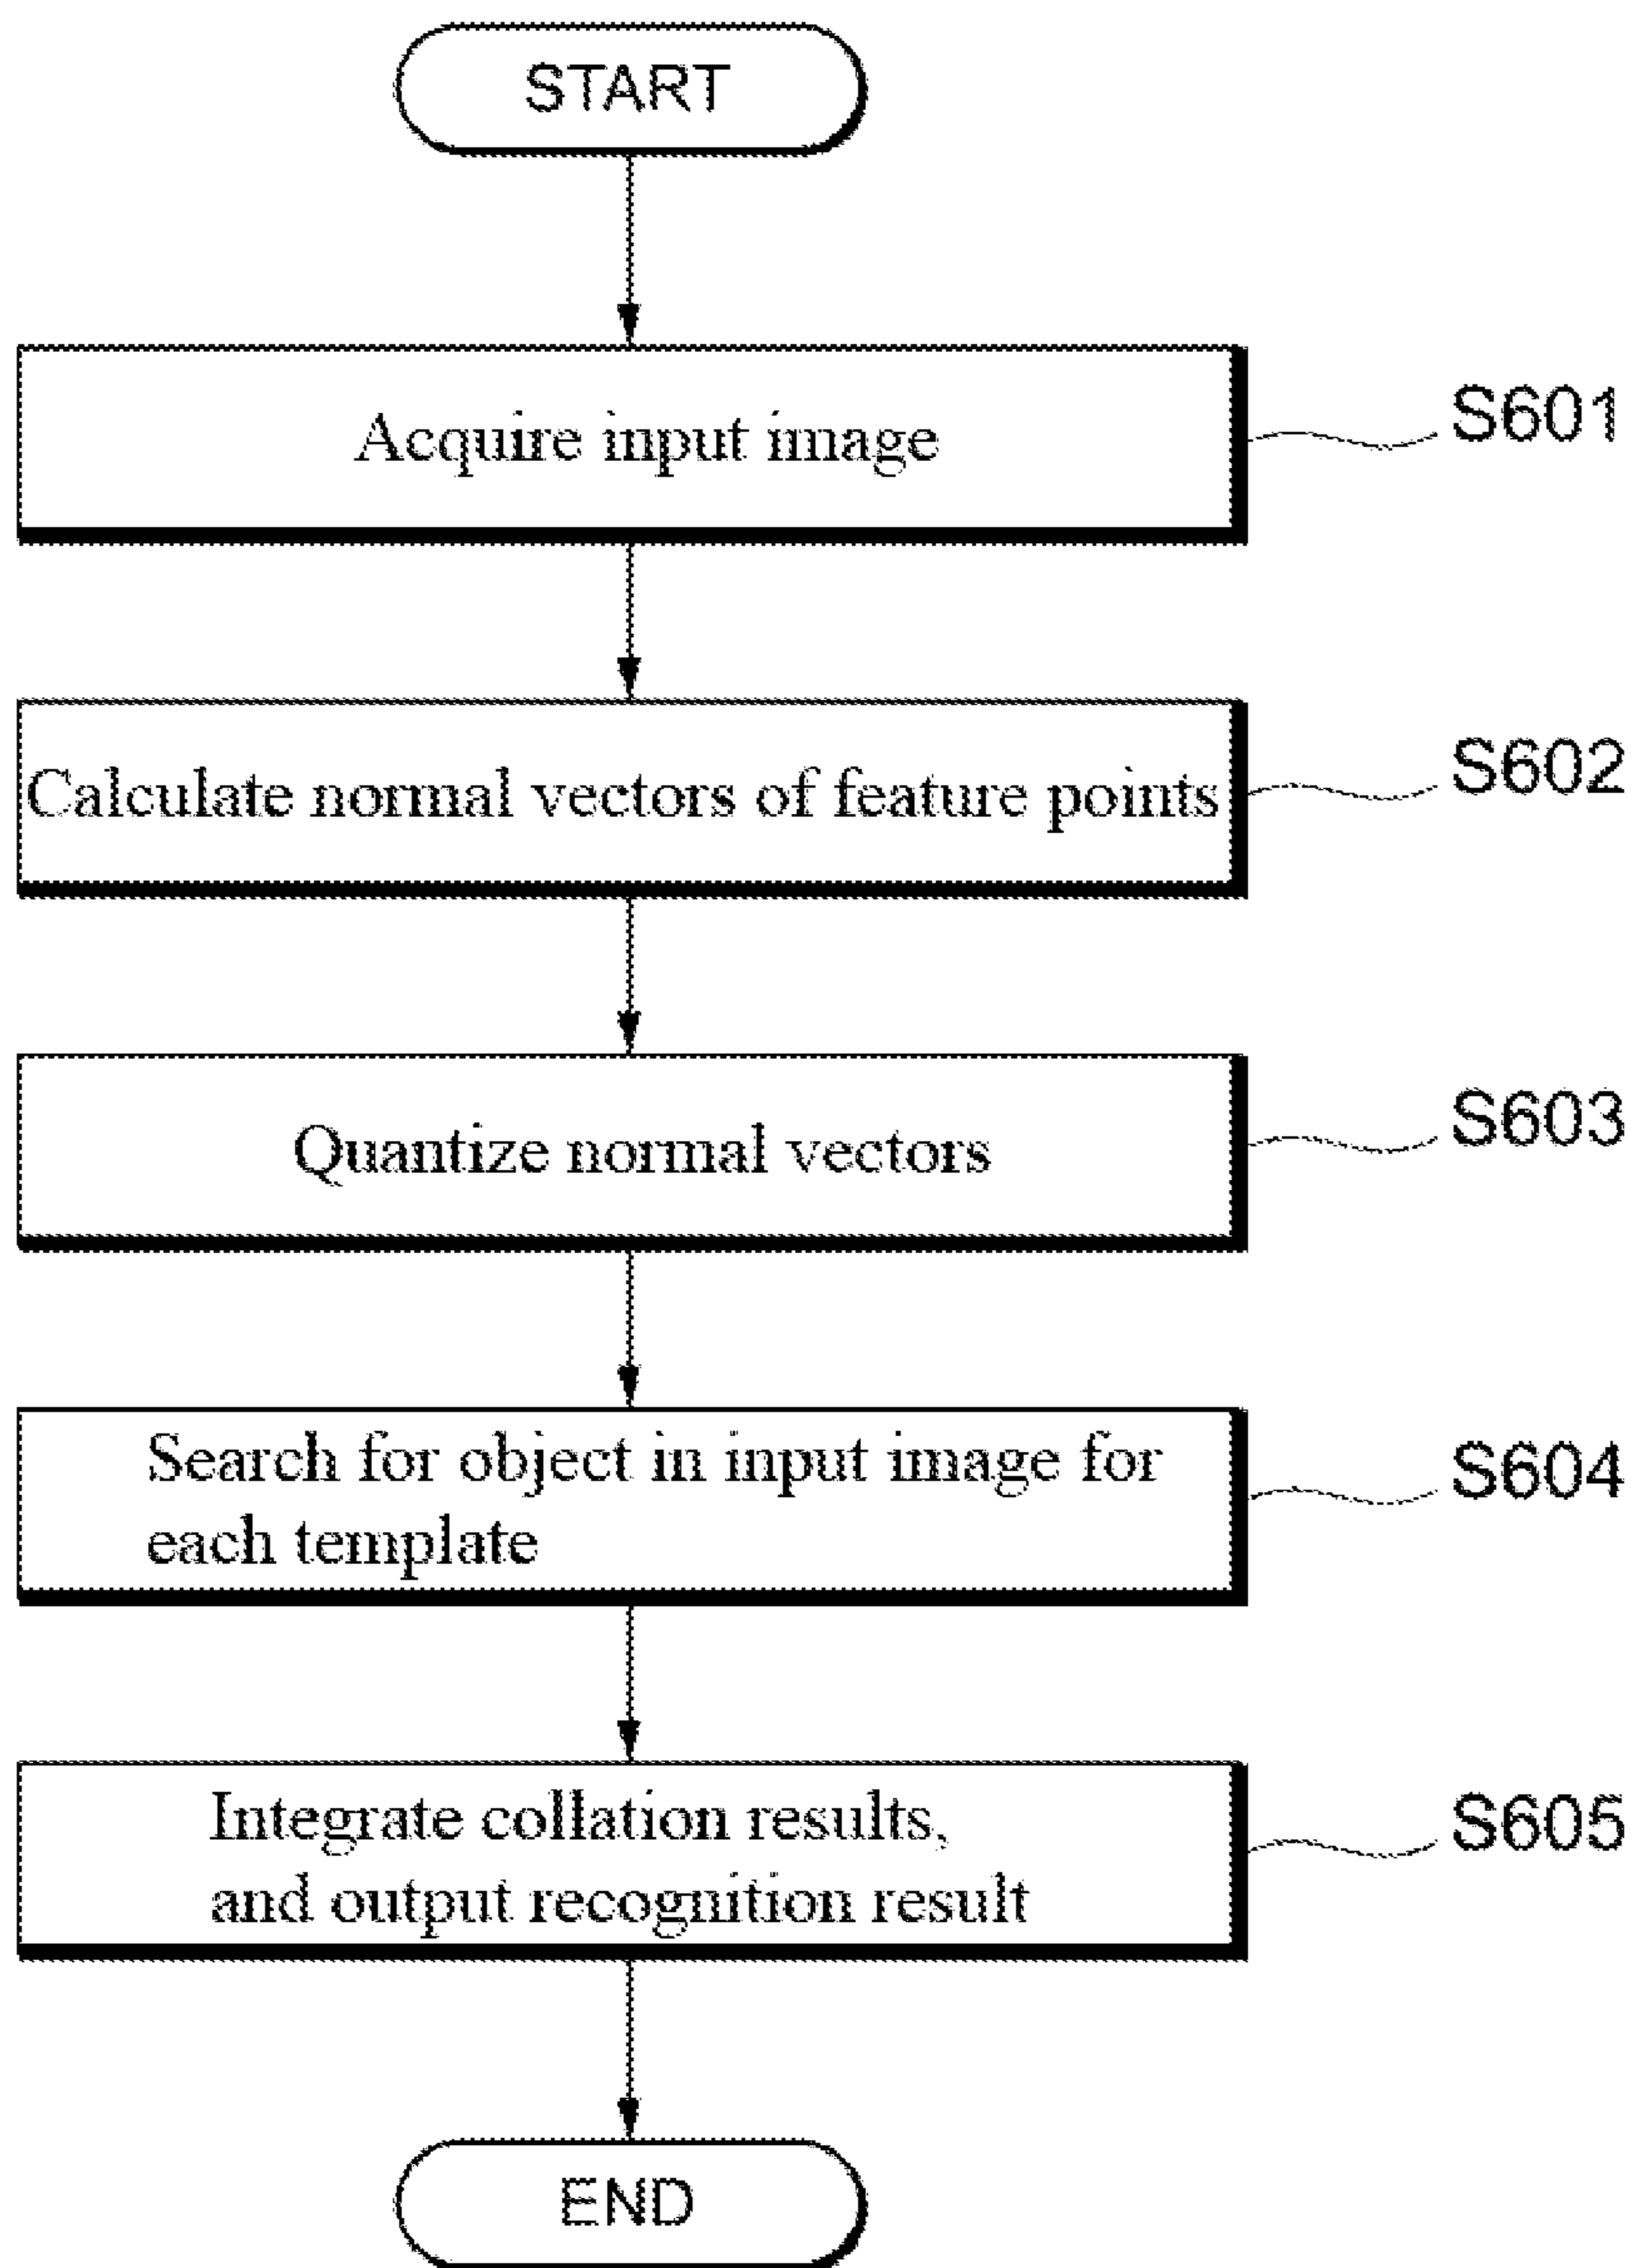 START
Acquire input image
S601
Calculate normal vectors of feature points
S602
Quantize normal vectors
S603
Search for object in input image for
each template
S604
Integrate collation results,
and output recognition result
S605
END